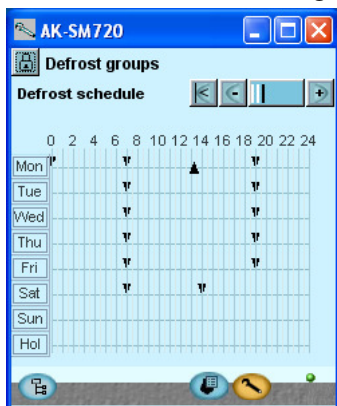 AK-SM720
Defrost groups
Defrost schedule
0 2 4 6 8 10 12 14 16 18 20 22 24
Mon
Tue
Wed
Thu
Fri
Sat
Sun
Hol